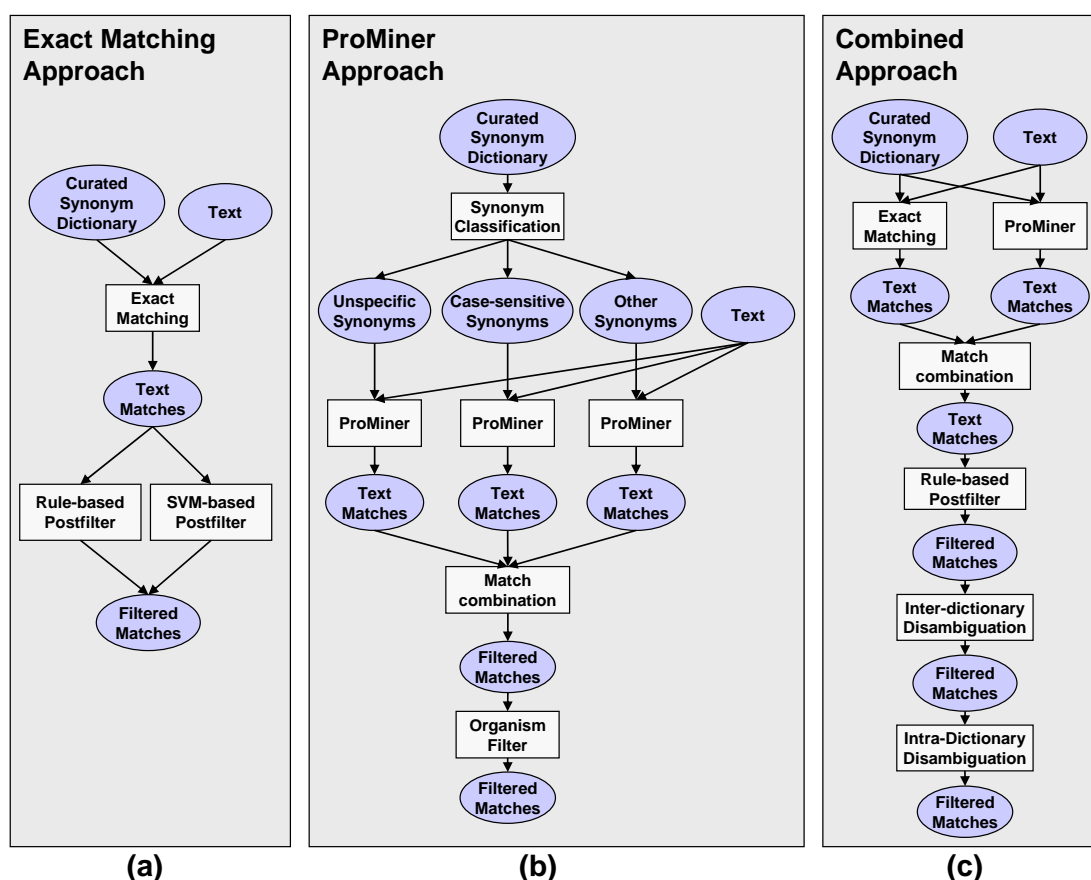 Exact Matching
Approach
Curated
Synonym
Dictionary
Text
Exact
Matching
Text
Matches
Rule-based
Postfilter
SVM-based
Postfilter
Filtered
Matches
(a)
ProMiner
Approach
Curated
Synonym
Dictionary
Synonym
Classification
Unspecific
Synonyms
Case-sensitive
Synonyms
Other
Synonyms
Text
ProMiner
ProMiner
ProMiner
Text
Matches
Text
Matches
Text
Matches
Match
combination
Filtered
Matches
Organism
Filter
Filtered
Matches
(b)
Combined
Approach
Curated
Synonym
Dictionary
Text
Exact
Matching
ProMiner
Text
Matches
Text
Matches
Match
combination
Text
Matches
Rule-based
Postfilter
Filtered
Matches
Inter-dictionary
Disambiguation
Filtered
Matches
Intra-Dictionary
Disambiguation
Filtered
Matches
(c)